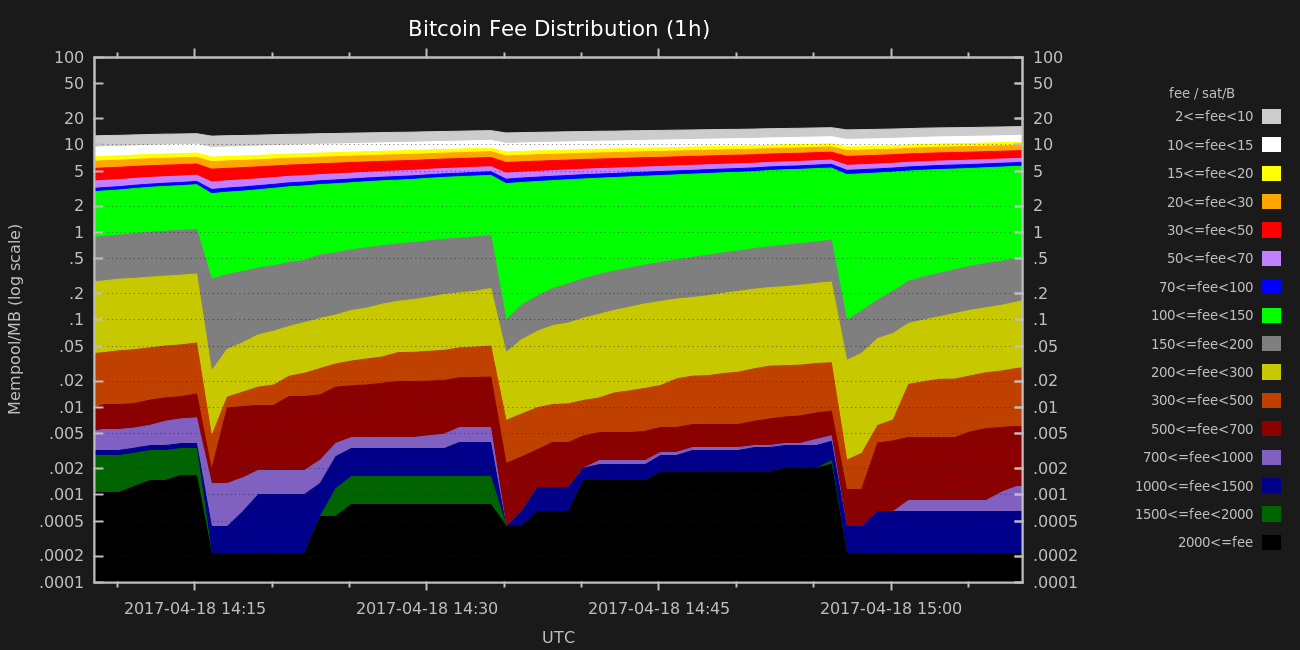 Bitcoin Fee Distribution (1h)
100 100
50 50
20 20
10 10
5 5
2 2
1 1
.5 .5
.2 .2
.1 .1
.05 .05
.02 .02
.01 .01
.005 .005
.002 .002
.001 .001
.0005 .0005
.0002 .0002
.0001 .0001
Mempool/MB (log scale)
2017-04-18 14:15 2017-04-18 14:30 2017-04-18 14:45 2017-04-18 15:00
UTC
fee / sat/B
2<=fee<10
10<=fee<15
15<=fee<20
20<=fee<30
30<=fee<50
50<=fee<70
70<=fee<100
100<=fee<150
150<=fee<200
200<=fee<300
300<=fee<500
500<=fee<700
700<=fee<1000
1000<=fee<1500
1500<=fee<2000
2000<=fee